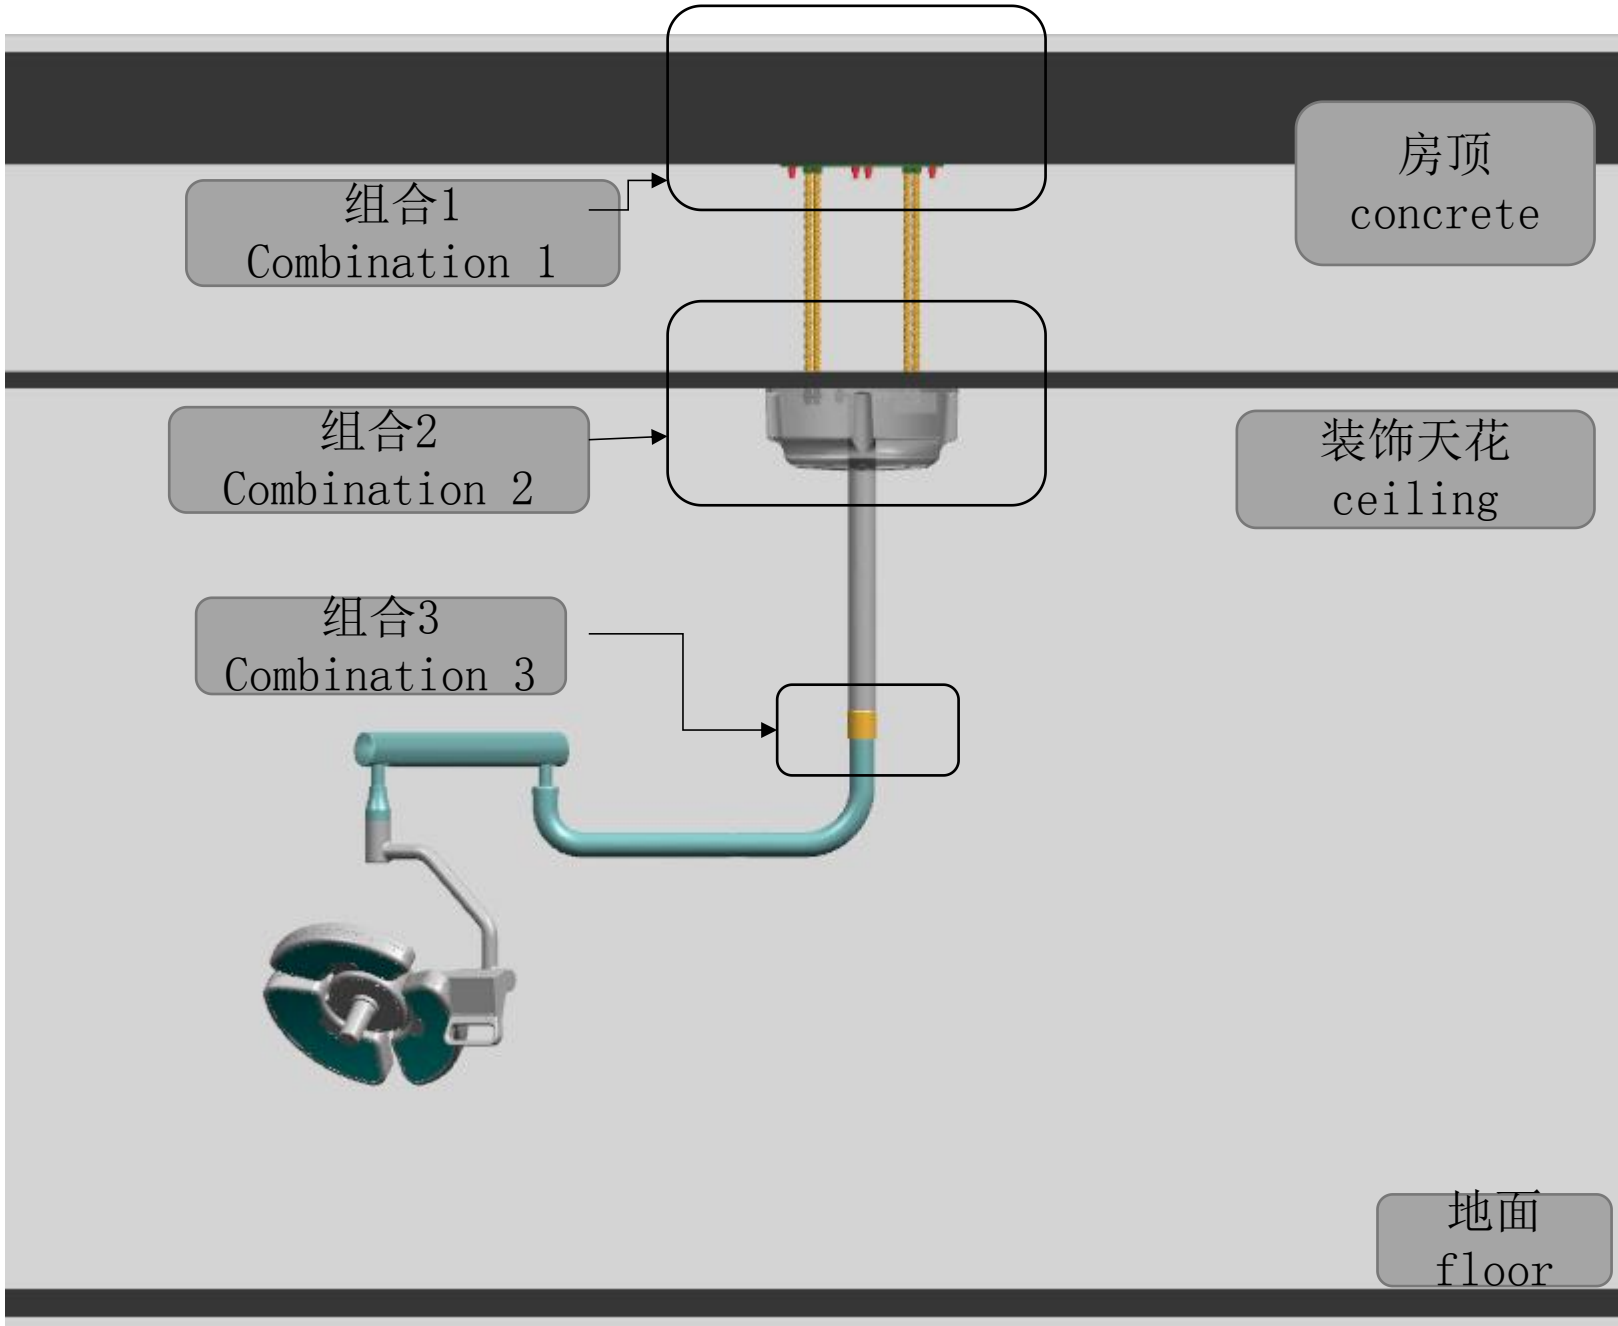 房顶
concrete
组合1
Combination 1
组合2
Combination 2
装饰天花
ceiling
组合3
Combination 3
地面
floor